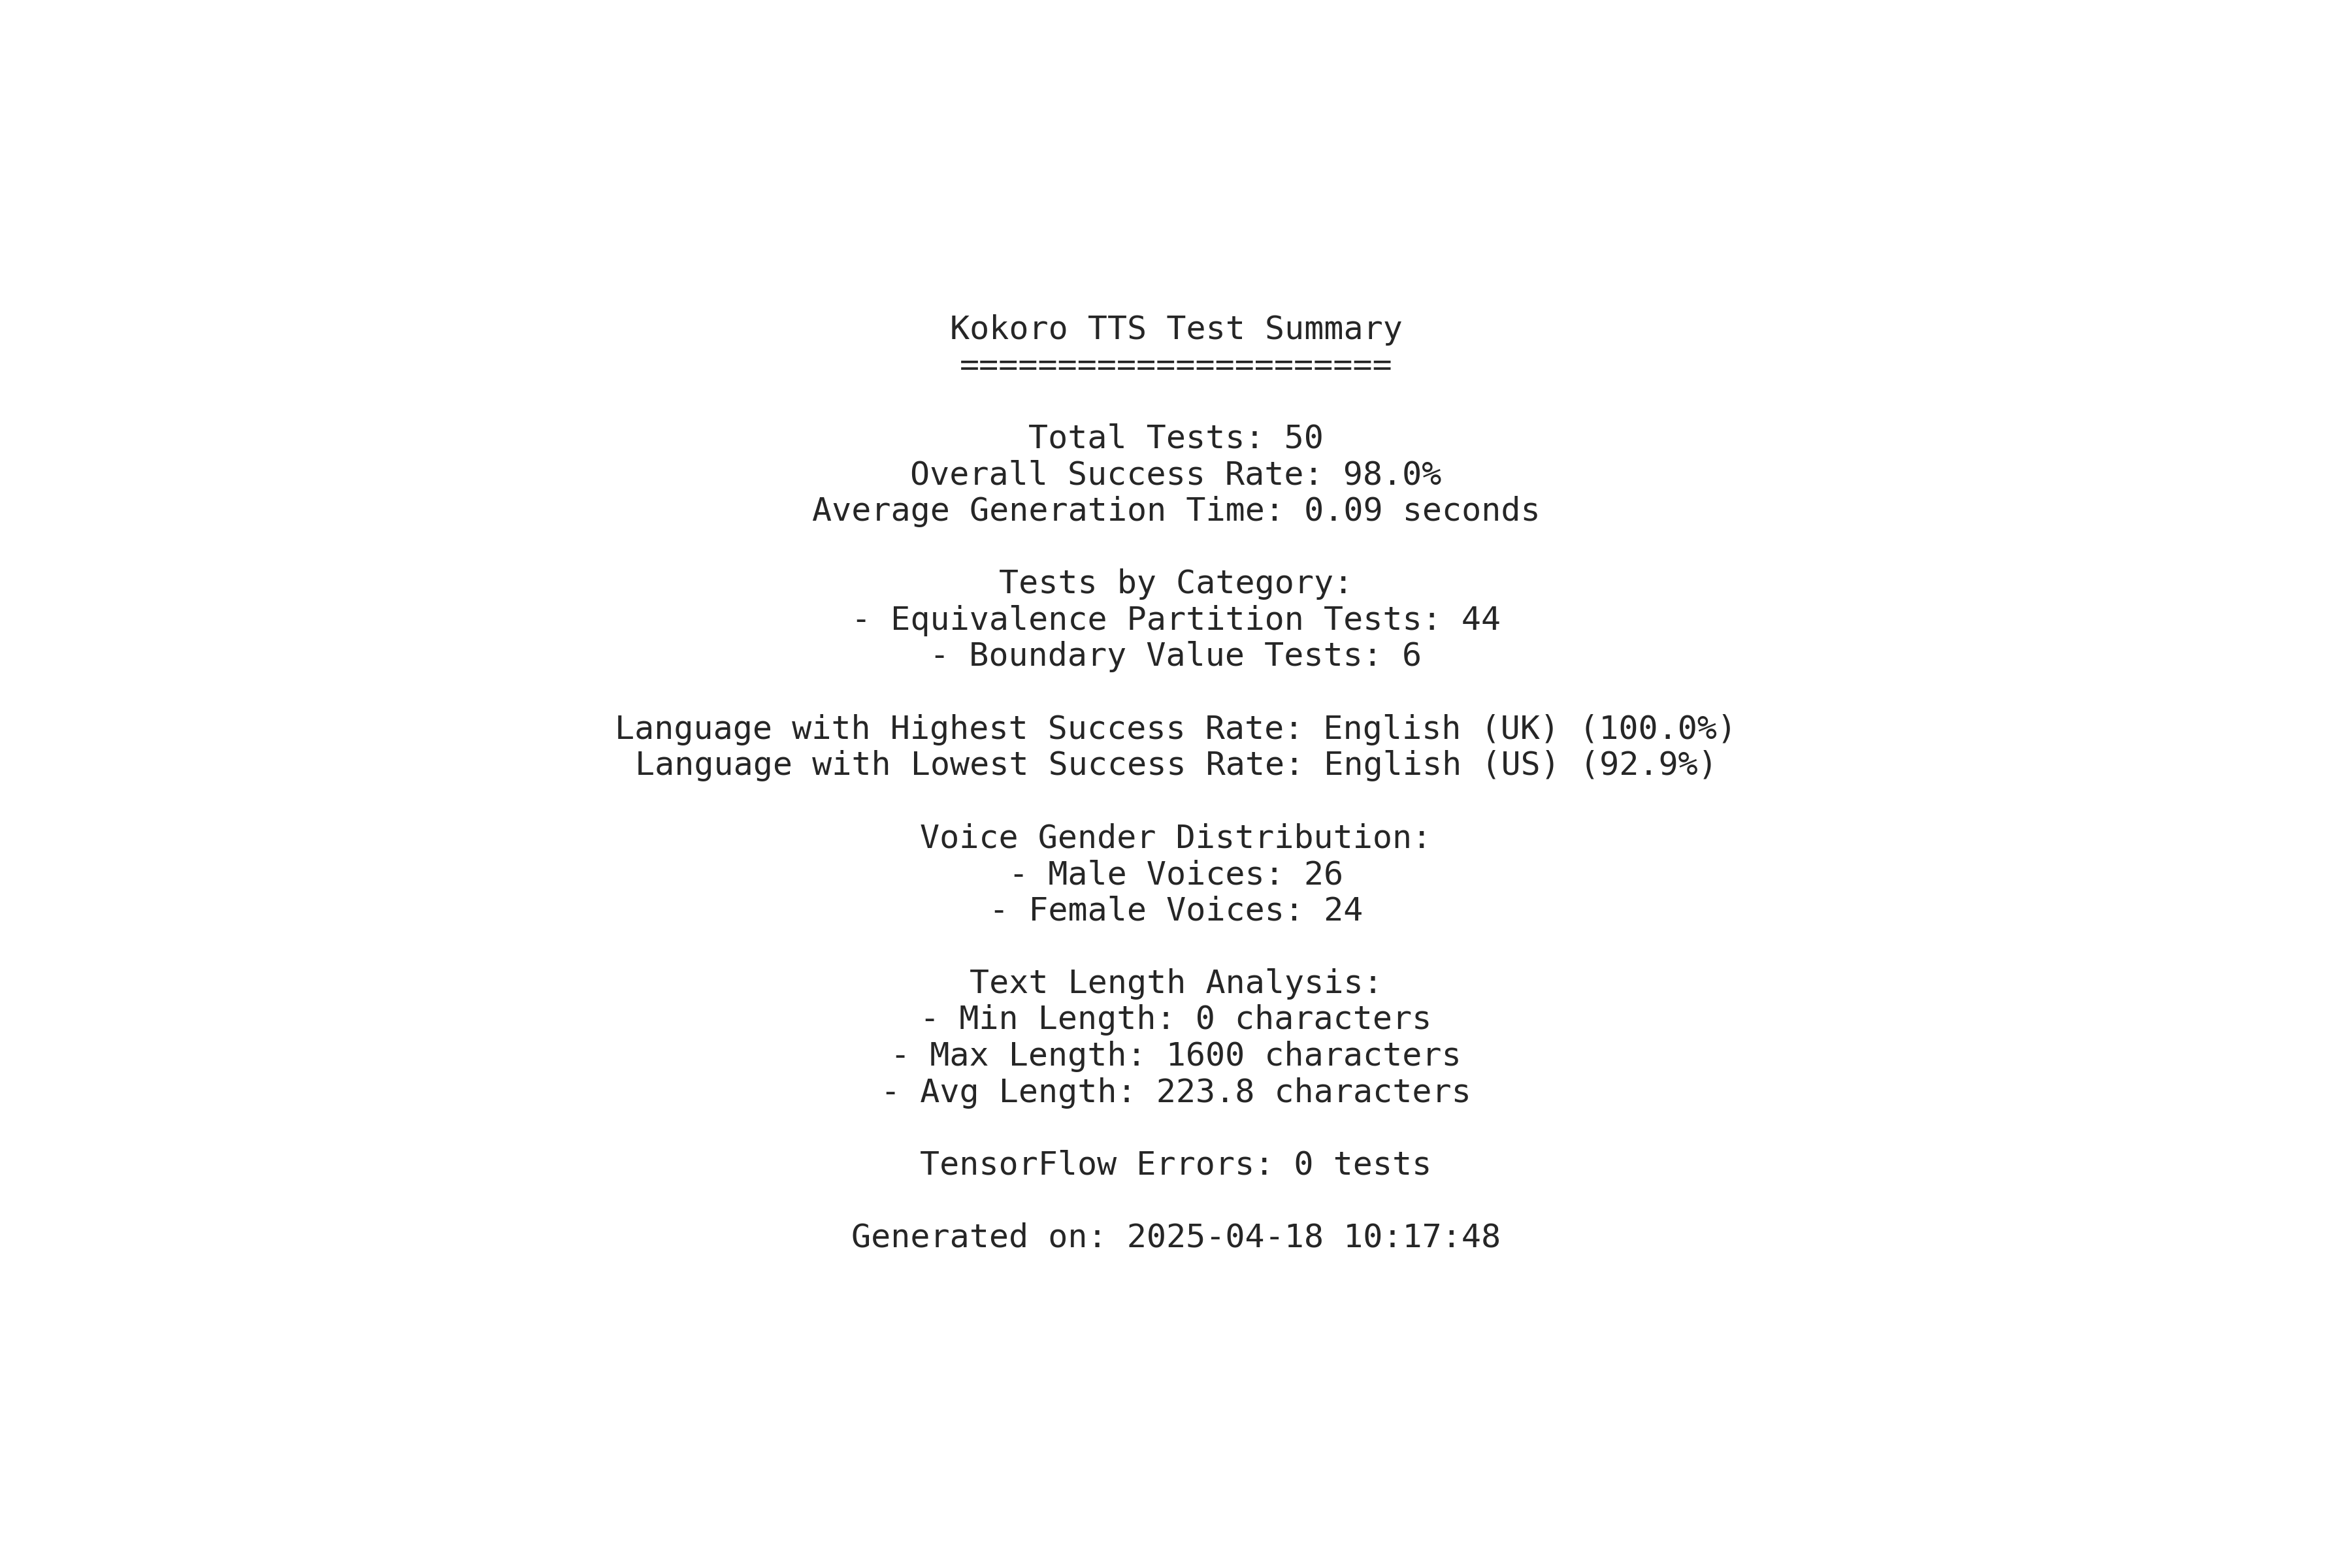 Kokoro TTS Test Summary
======================
Total Tests: 50
Overall Success Rate: 98.0%
Average Generation Time: 0.09 seconds
Tests by Category:
- Equivalence Partition Tests: 44
- Boundary Value Tests: 6
Language with Highest Success Rate: English (UK) (100.0%)
Language with Lowest Success Rate: English (US) (92.9%)
Voice Gender Distribution:
- Male Voices: 26
- Female Voices: 24
Text Length Analysis:
- Min Length: 0 characters
- Max Length: 1600 characters
- Avg Length: 223.8 characters
TensorFlow Errors: 0 tests
Generated on: 2025-04-18 10:17:48